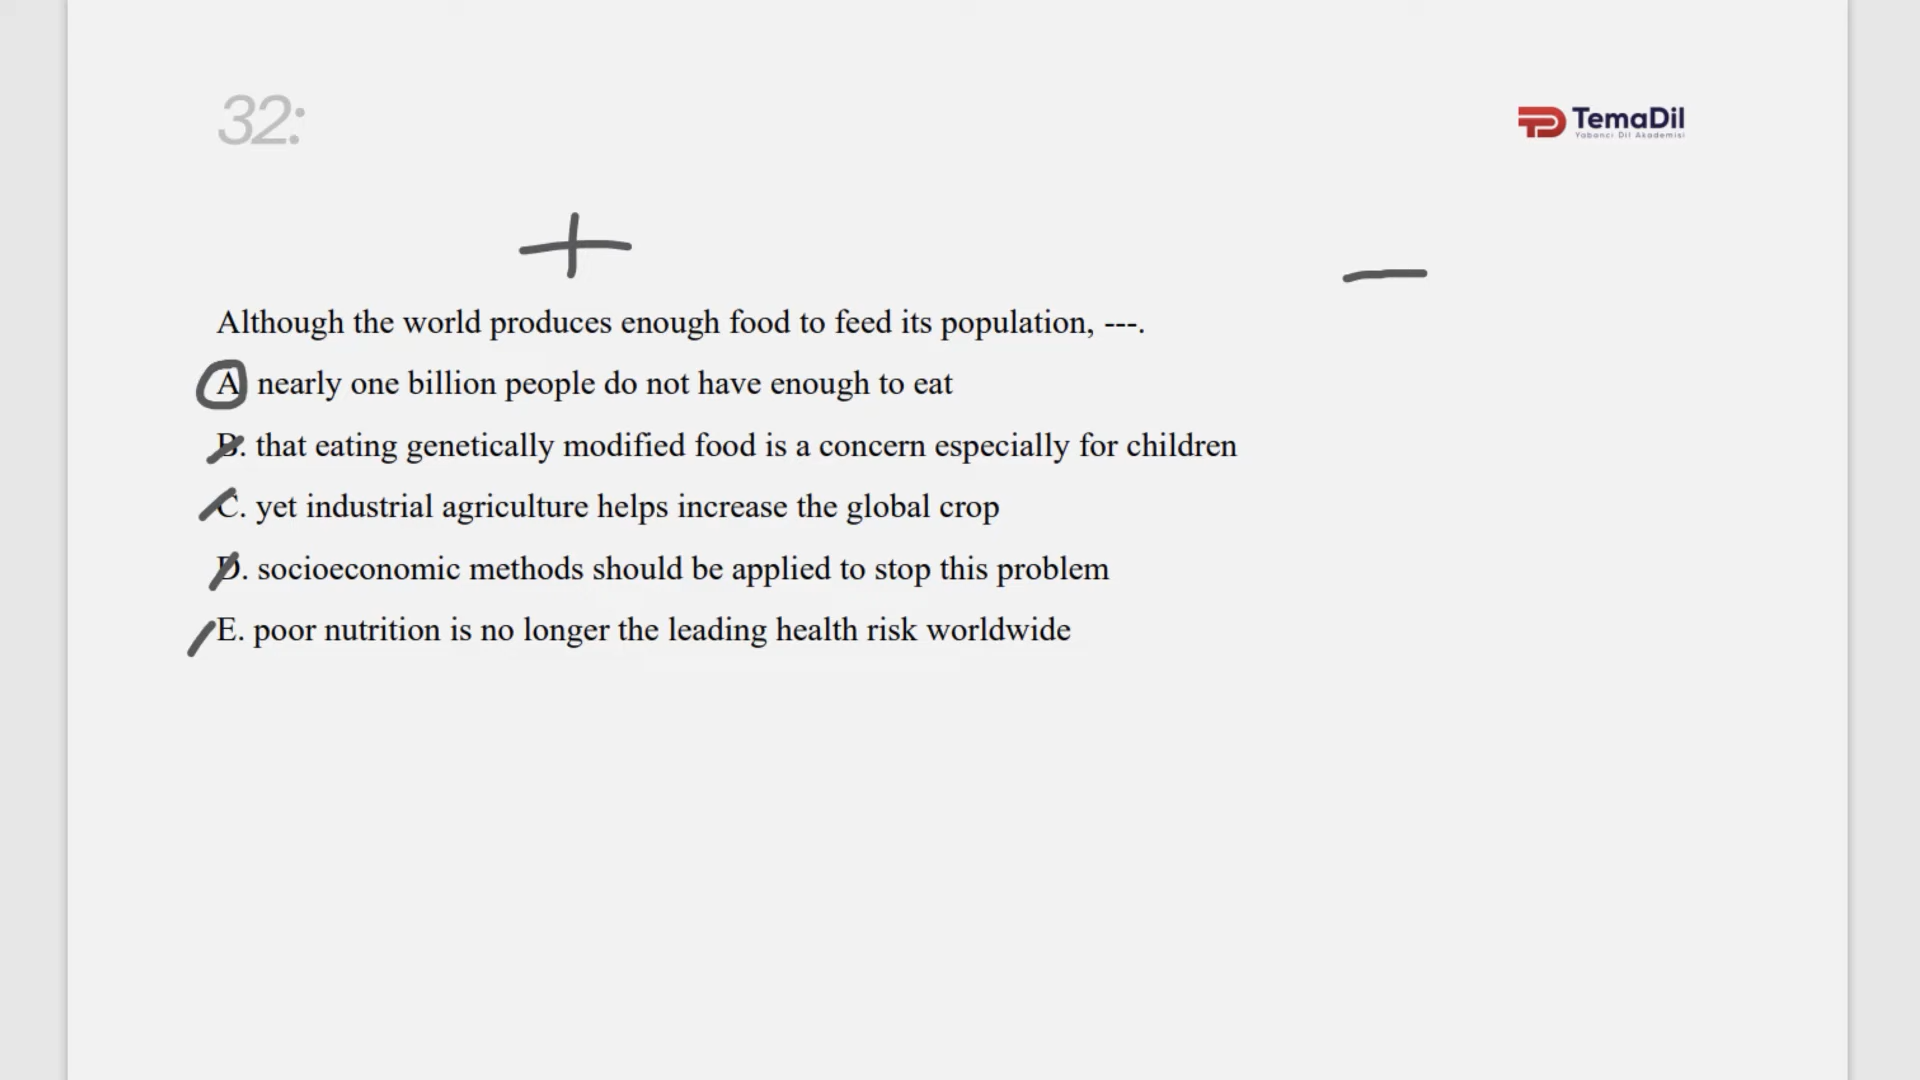 32:
TemaDil
Yabancı Dil Akademisi
Although the world produces enough food to feed its population, ---.
A. nearly one billion people do not have enough to eat
B. that eating genetically modified food is a concern especially for children
C. yet industrial agriculture helps increase the global crop
D. socioeconomic methods should be applied to stop this problem
E. poor nutrition is no longer the leading health risk worldwide